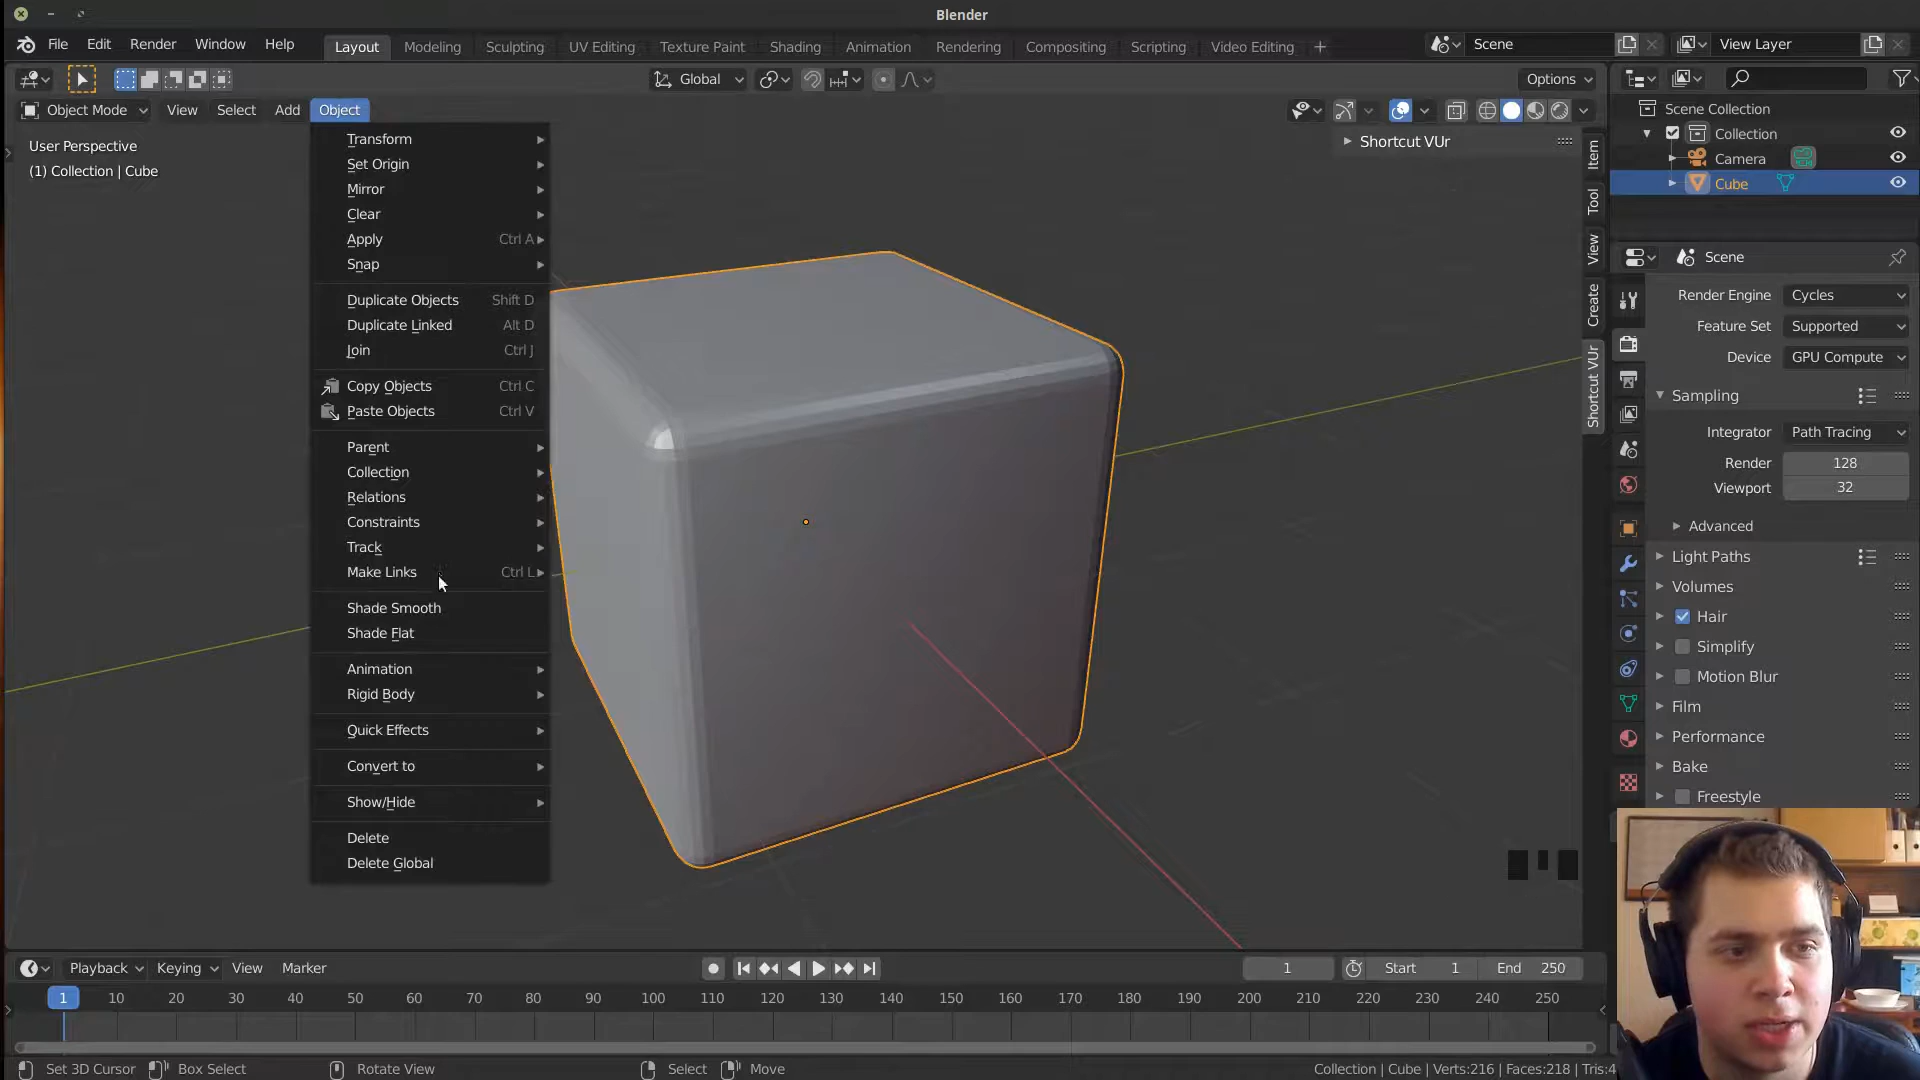 Blender
File Edit Render Window Help Layout Modeling Sculpting UV Editing Texture Paint Shading Animation Rendering Compositing Scripting Video Editing + Scene View Layer
Global Options
Object Mode View Select Add Object
User Perspective
(1) Collection | Cube
Transform
Set Origin
Mirror
Clear
Apply Ctrl A
Snap
Duplicate Objects Shift D
Duplicate Linked Alt D
Join Ctrl J
Copy Objects Ctrl C
Paste Objects Ctrl V
Parent
Collection
Relations
Constraints
Track
Make Links Ctrl L
Shade Smooth
Shade Flat
Animation
Rigid Body
Quick Effects
Convert to
Show/Hide
Delete
Delete Global
Shortcut VUr
Item
Tool
View
Create
Shortcut VUr
Scene Collection
Collection
Camera
Cube
Scene
Render Engine Cycles
Feature Set Supported
Device GPU Compute
Sampling
Integrator Path Tracing
Render 128
Viewport 32
Advanced
Light Paths
Volumes
Hair
Simplify
Motion Blur
Film
Performance
Bake
Freestyle
Playback Keying View Marker 1 Start 1 End 250
1 10 20 30 40 50 60 70 80 90 100 110 120 130 140 150 160 170 180 190 200 210 220 230 240 250
Set 3D Cursor Box Select Rotate View Select Move Collection | Cube | Verts:216 | Faces:218 | Tris:4